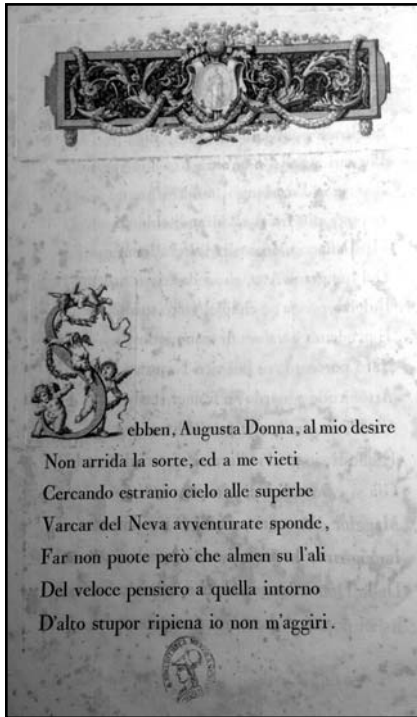 Sebben, Augusta Donna, al mio desire
Non arrida la sorte, ed a me vieti
Cercando estranio cielo alle superbe
Varcar del Neva avventurate sponde,
Far non puote però che almen su l'ali
Del veloce pensiero a quella intorno
D'alto stupor ripiena io non m'aggiri.